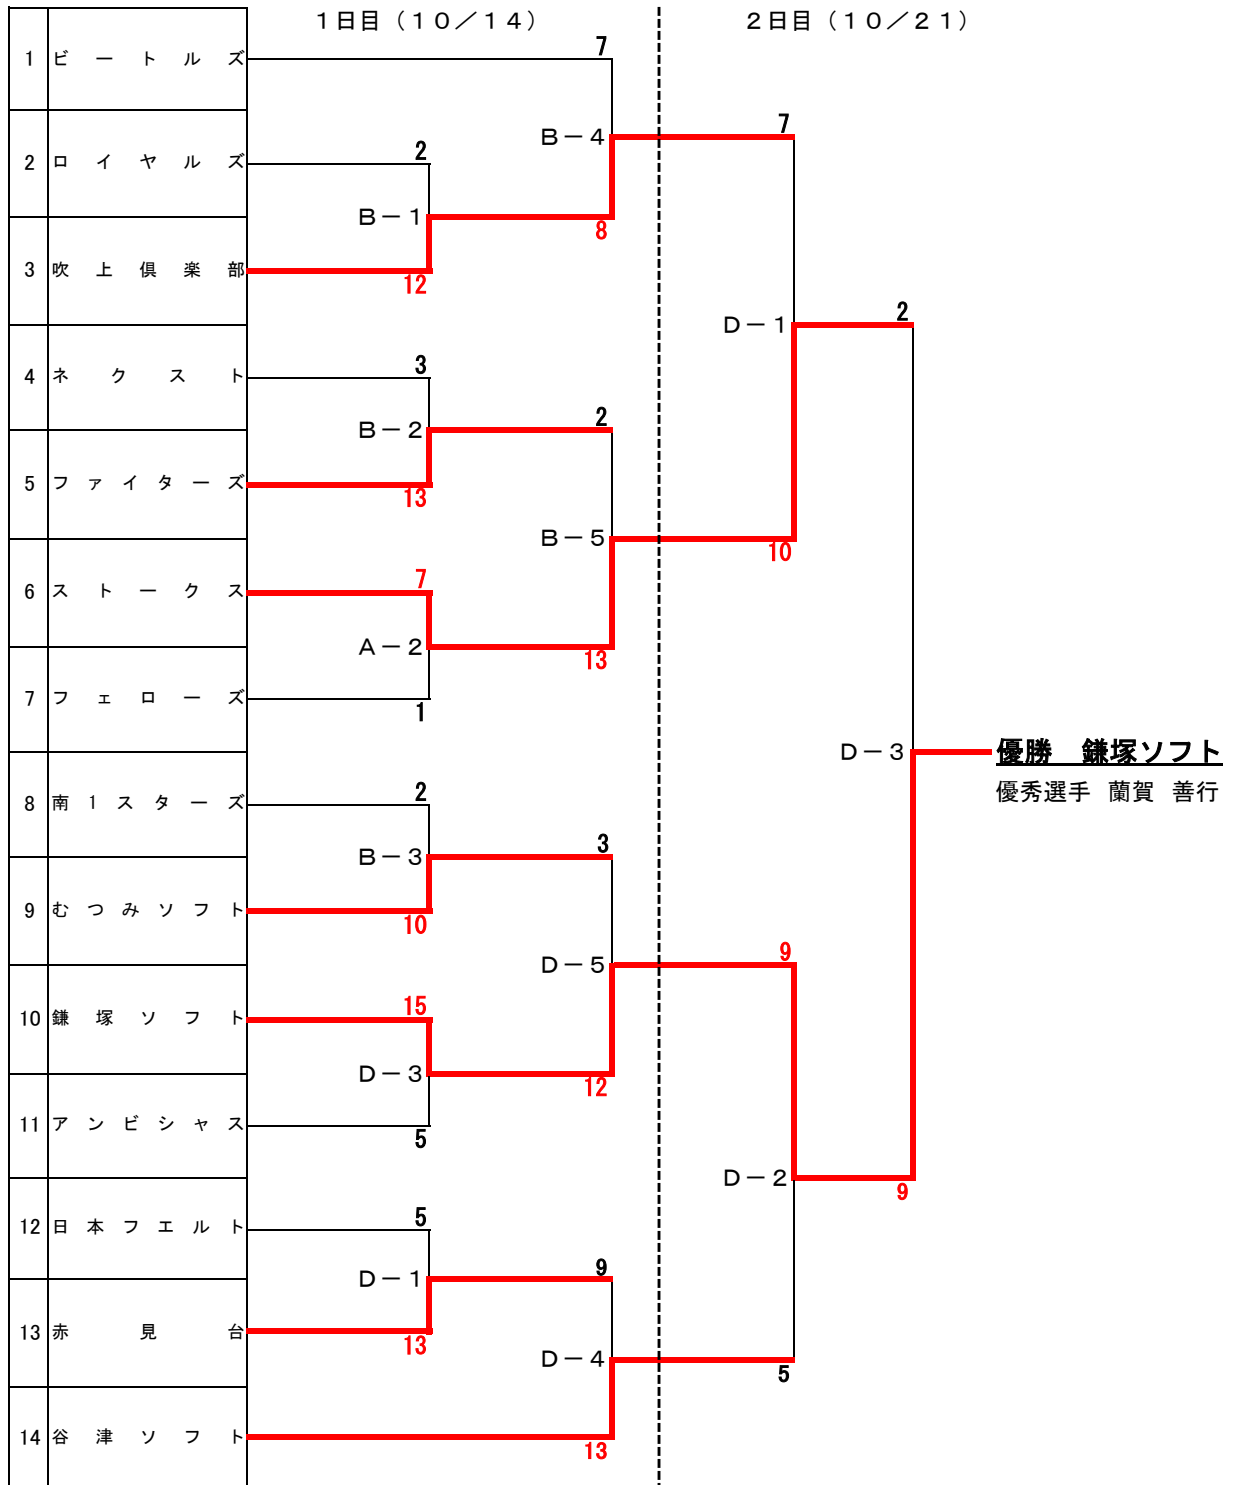 1日目（10／14）
2日目（10／21）
7
1 ビートルズ
B－4
7
2
2 ロイヤルズ
B－1
8
3 吹上倶楽部
12
2
D－1
3
4 ネクスト
2
B－2
5 ファイターズ
13
B－5
10
7
6 ストークス
A－2
13
7 フェローズ
1
D－3
優勝 鎌塚ソフト
優秀選手 蘭賀 善行
2
8 南1スターズ
3
B－3
9 むつみソフト
10
9
D－5
15
10 鎌塚ソフト
D－3
12
11 アンビシャス
5
D－2
9
5
12 日本フエルト
9
D－1
13 赤見台
13
D－4
5
14 谷津ソフト
13